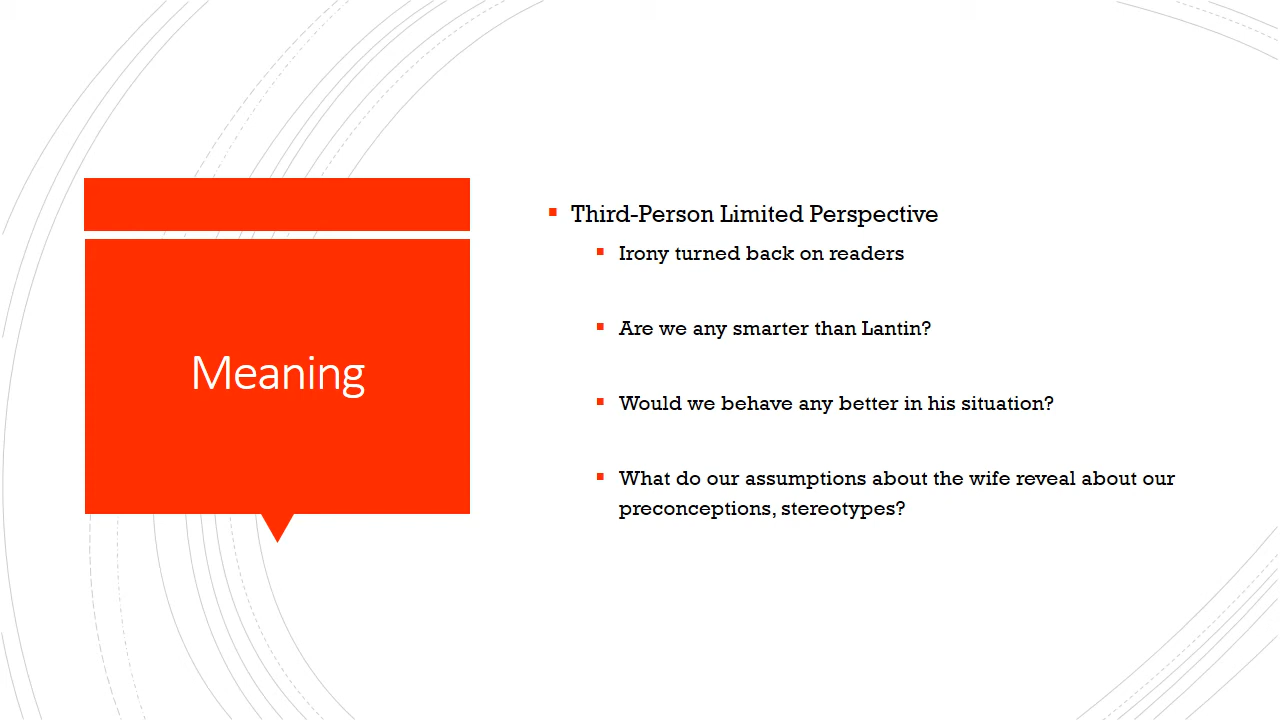 Meaning
Third-Person Limited Perspective
Irony turned back on readers
Are we any smarter than Lantin?
Would we behave any better in his situation?
What do our assumptions about the wife reveal about our
preconceptions, stereotypes?